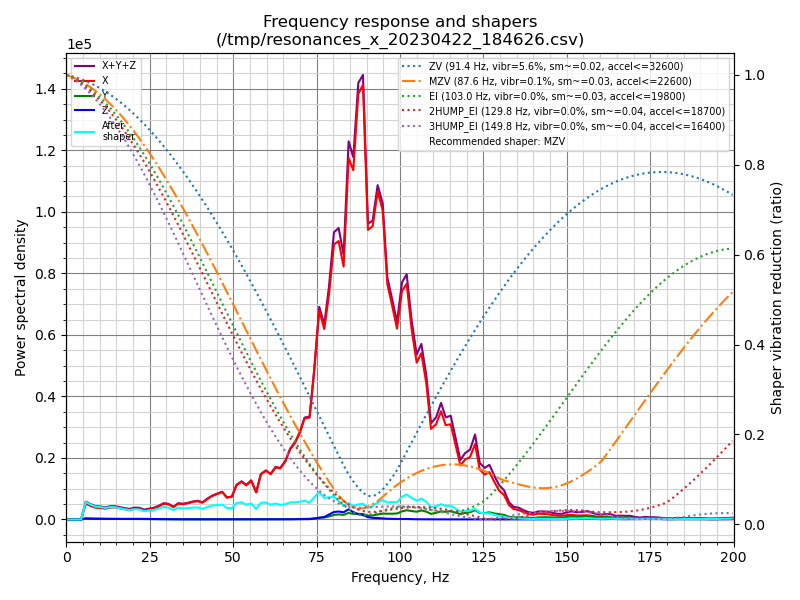 Frequency response and shapers
(/tmp/resonances_x_20230422_184626.csv)
1e5
X+Y+Z
X
Y
Z
After
shaper
ZV (91.4 Hz, vibr=5.6%, sm~=0.02, accel<=32600)
MZV (87.6 Hz, vibr=0.1%, sm~=0.03, accel<=22600)
EI (103.0 Hz, vibr=0.0%, sm~=0.03, accel<=19800)
2HUMP_EI (129.8 Hz, vibr=0.0%, sm~=0.04, accel<=18700)
3HUMP_EI (149.8 Hz, vibr=0.0%, sm~=0.04, accel<=16400)
Recommended shaper: MZV
Power spectral density
1.4
1.2
1.0
0.8
0.6
0.4
0.2
0.0
Shaper vibration reduction (ratio)
1.0
0.8
0.6
0.4
0.2
0.0
0 25 50 75 100 125 150 175 200
Frequency, Hz